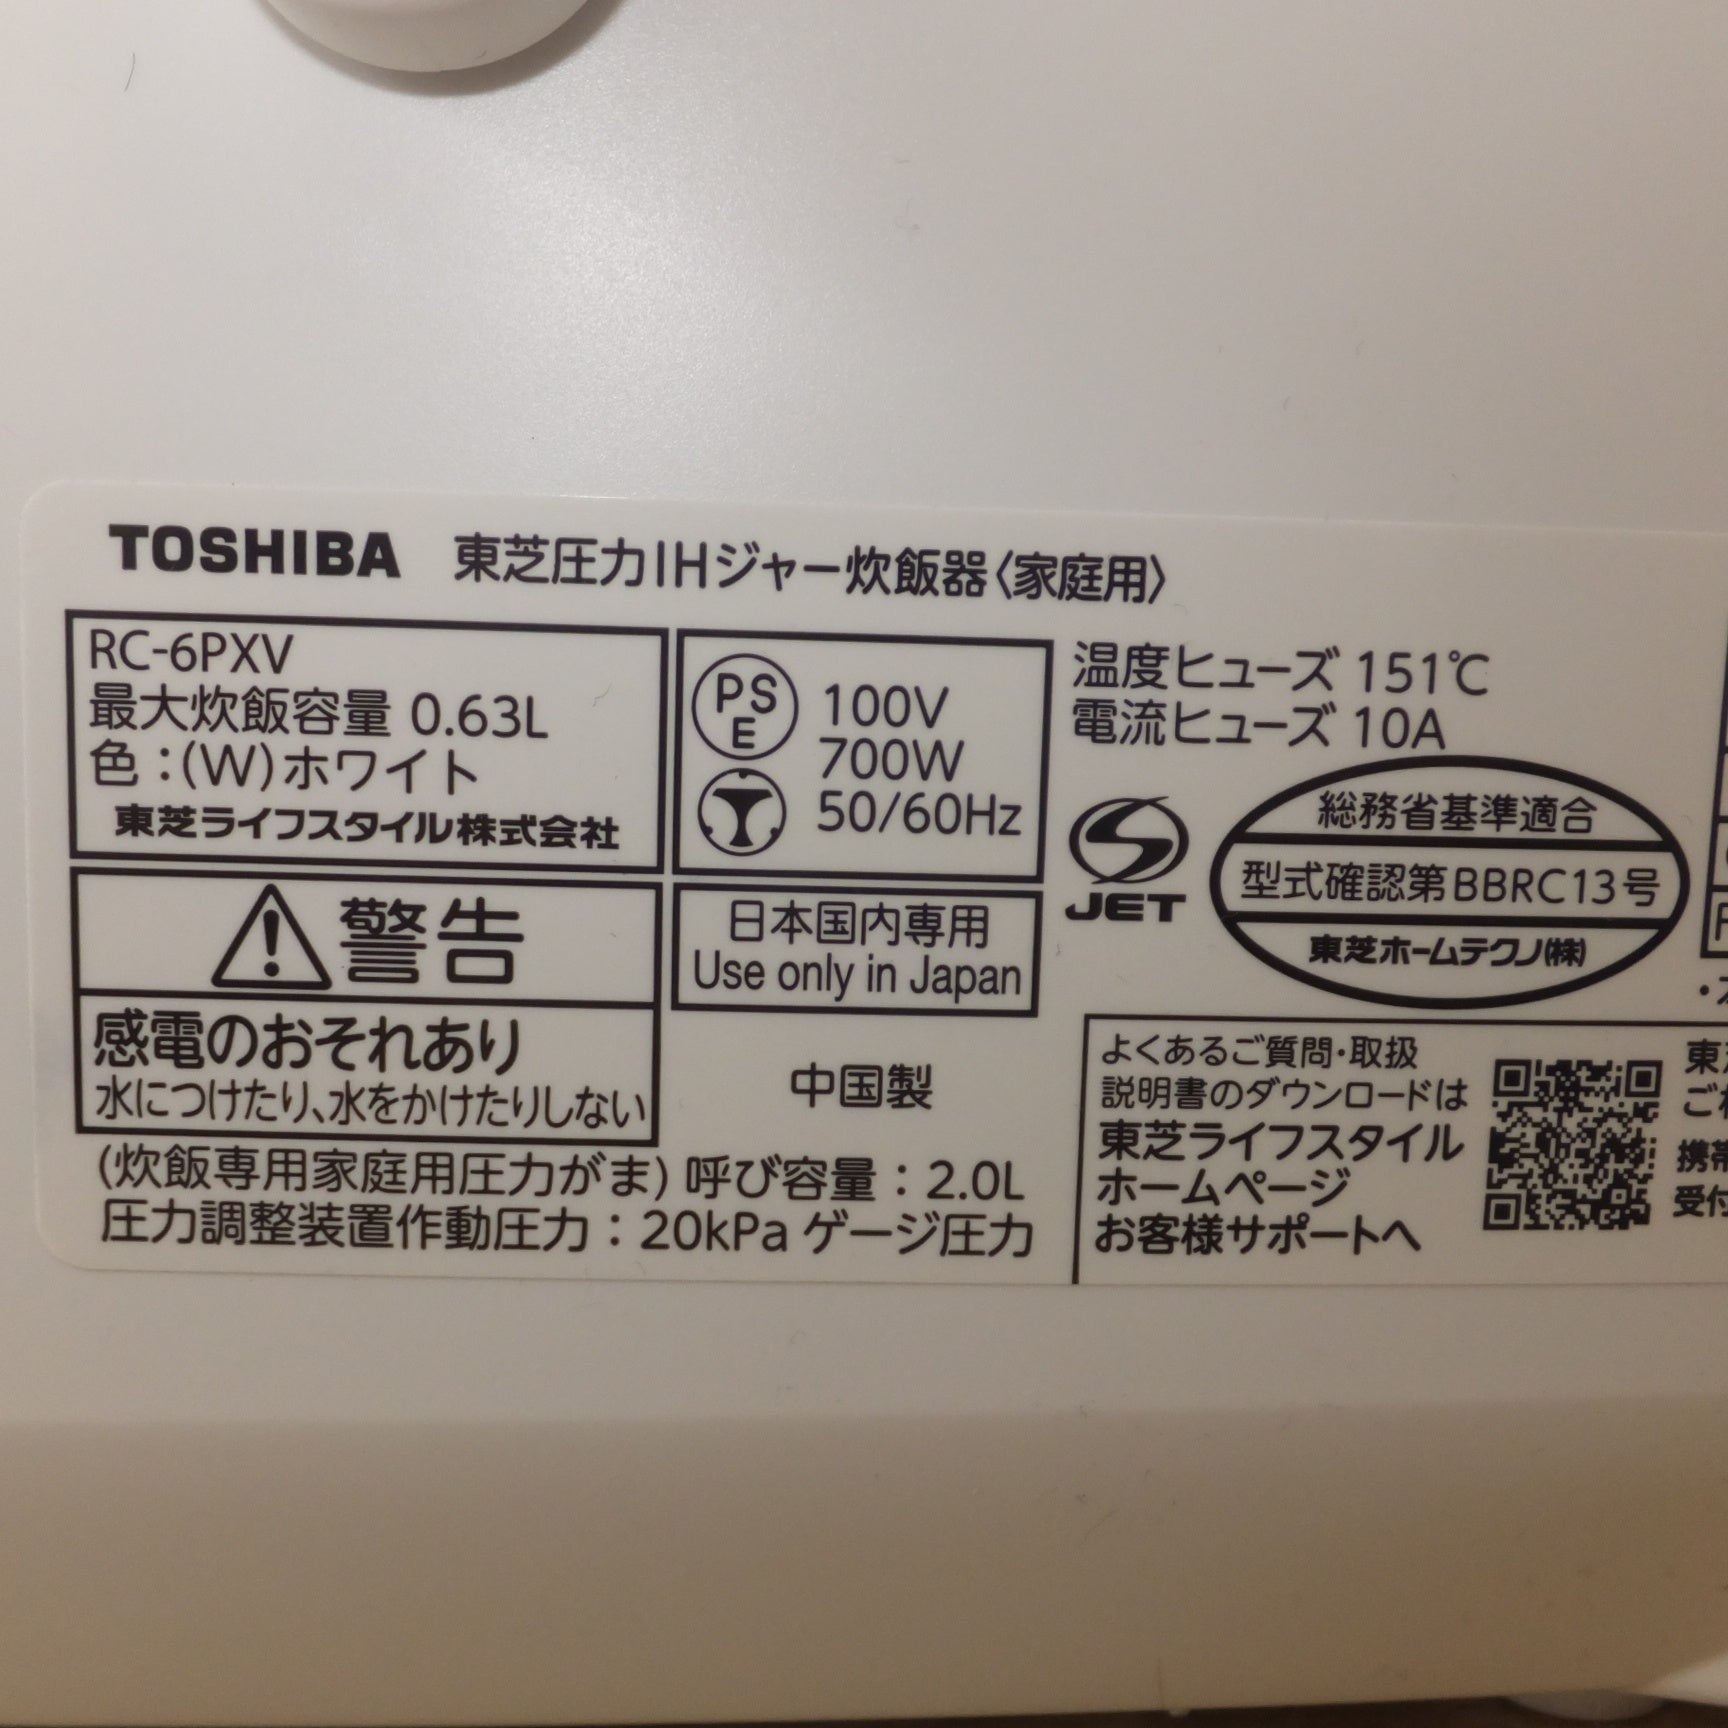 TOSHIBA 東芝圧力IHジャー炊飯器〈家庭用〉
RC-6PXV
最大炊飯容量 0.63L
色:(W)ホワイト
東芝ライフスタイル株式会社
PS
E
100V
700W
50/60Hz
温度ヒューズ 151℃
電流ヒューズ 10A
JET
総務省基準適合
型式確認第BBRC13号
東芝ホームテクノ(株)
警告
感電のおそれあり
水につけたり、水をかけたりしない
日本国内専用
Use only in Japan
中国製
(炊飯専用家庭用圧力がま) 呼び容量:2.0L
圧力調整装置作動圧力:20kPa ゲージ圧力
よくあるご質問・取扱
説明書のダウンロードは
東芝ライフスタイル
ホームページ
お客様サポートへ
携帯
受付